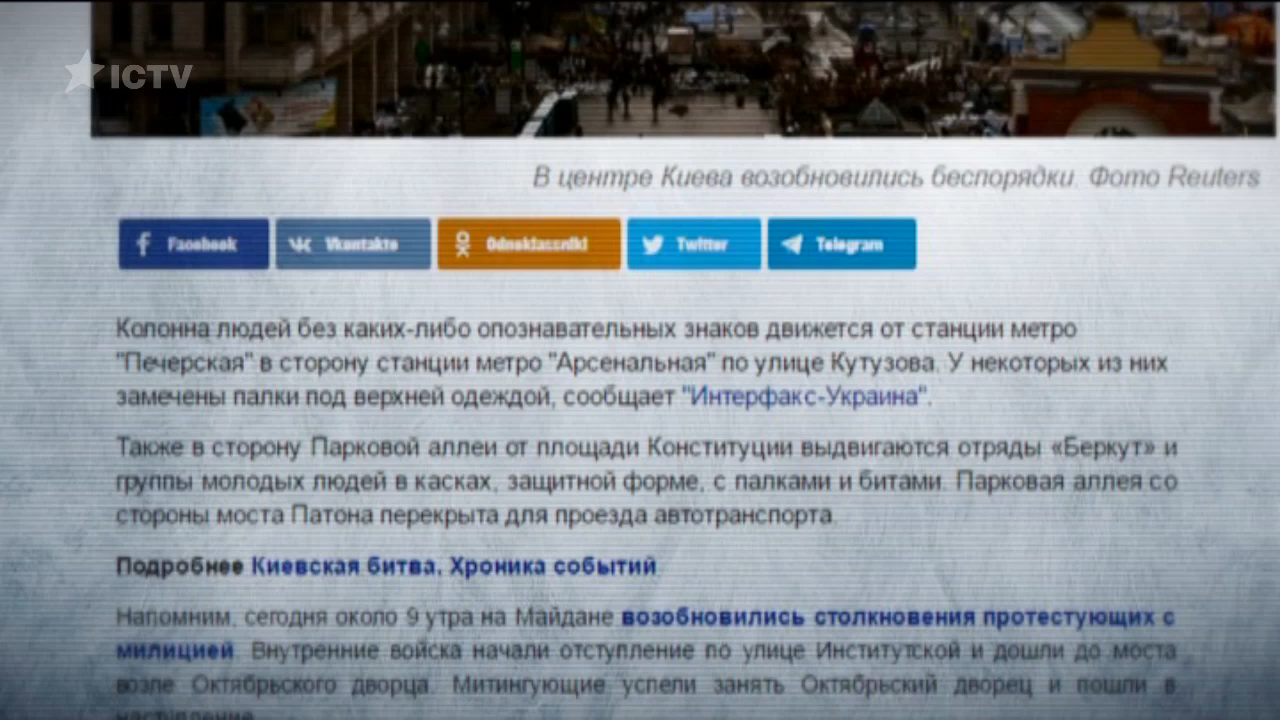 ICTV
В центре Киева возобновились беспорядки. Фото Reuters
Facebook Vkontakte Odnoklassniki Twitter Telegram
Колонна людей без каких-либо опознавательных знаков движется от станции метро
"Печерская" в сторону станции метро "Арсенальная" по улице Кутузова. У некоторых из них
замечены палки под верхней одеждой, сообщает "Интерфакс-Украина".
Также в сторону Парковой аллеи от площади Конституции выдвигаются отряды «Беркут» и
группы молодых людей в касках, защитной форме, с палками и битами. Парковая аллея со
стороны моста Патона перекрыта для проезда автотранспорта.
Подробнее Киевская битва. Хроника событий
Напомним, сегодня около 9 утра на Майдане возобновились столкновения протестующих с
милицией. Внутренние войска начали отступление по улице Институтской и дошли до моста
возле Октябрьского дворца. Митингующие успели занять Октябрьский дворец и пошли в
наступление.